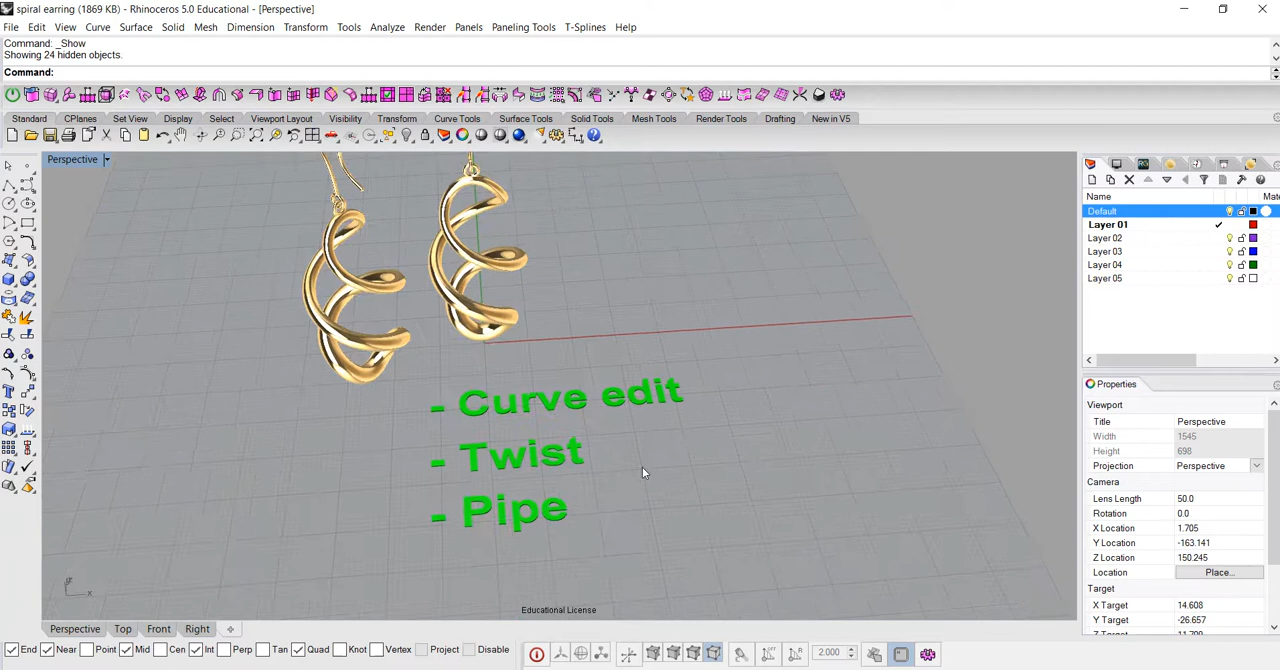 spiral earring (1869 KB) - Rhinoceros 5.0 Educational - [Perspective]
File Edit View Curve Surface Solid Mesh Dimension Transform Tools Analyze Render Panels Paneling Tools T-Splines Help
Command: _Show
Showing 24 hidden objects.
Command:
Standard CPlanes Set View Display Select Viewport Layout Visibility Transform Curve Tools Surface Tools Solid Tools Mesh Tools Render Tools Drafting New in V5
Perspective
Name Mate
Default
Layer 01
Layer 02
Layer 03
Layer 04
Layer 05
Properties
Viewport
Title Perspective
Width 1545
Height 698
Projection Perspective
Camera
Lens Length 50.0
Rotation 0.0
X Location 1.705
Y Location -163.141
Z Location 150.245
Location Place...
Target
X Target 14.608
Y Target -26.657
Z Target 11.709
- Curve edit
- Twist
- Pipe
x
Educational License
Perspective Top Front Right
End Near Point Mid Cen Int Perp Tan Quad Knot Vertex Project Disable
2.000